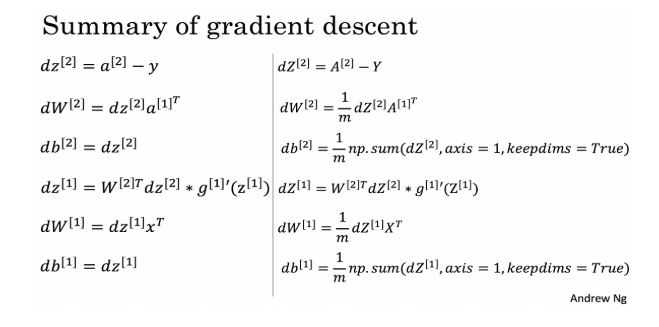 Summary of gradient descent
dz^{[2]} = a^{[2]} − y
dW^{[2]} = dz^{[2]}a^{[1]^T}
db^{[2]} = dz^{[2]}
dz^{[1]} = W^{[2]T}dz^{[2]} ∗ g^{[1]}′(z^{[1]})
dW^{[1]} = dz^{[1]}x^T
db^{[1]} = dz^{[1]}
dZ^{[2]} = A^{[2]} − Y
dW^{[2]} = \frac{1}{m} dZ^{[2]}A^{[1]^T}
db^{[2]} = \frac{1}{m} np.sum(dZ^{[2]}, axis = 1, keepdims = True)
dZ^{[1]} = W^{[2]T}dZ^{[2]} ∗ g^{[1]}′(Z^{[1]})
dW^{[1]} = \frac{1}{m} dZ^{[1]}X^T
db^{[1]} = \frac{1}{m} np.sum(dZ^{[1]}, axis = 1, keepdims = True)
Andrew Ng